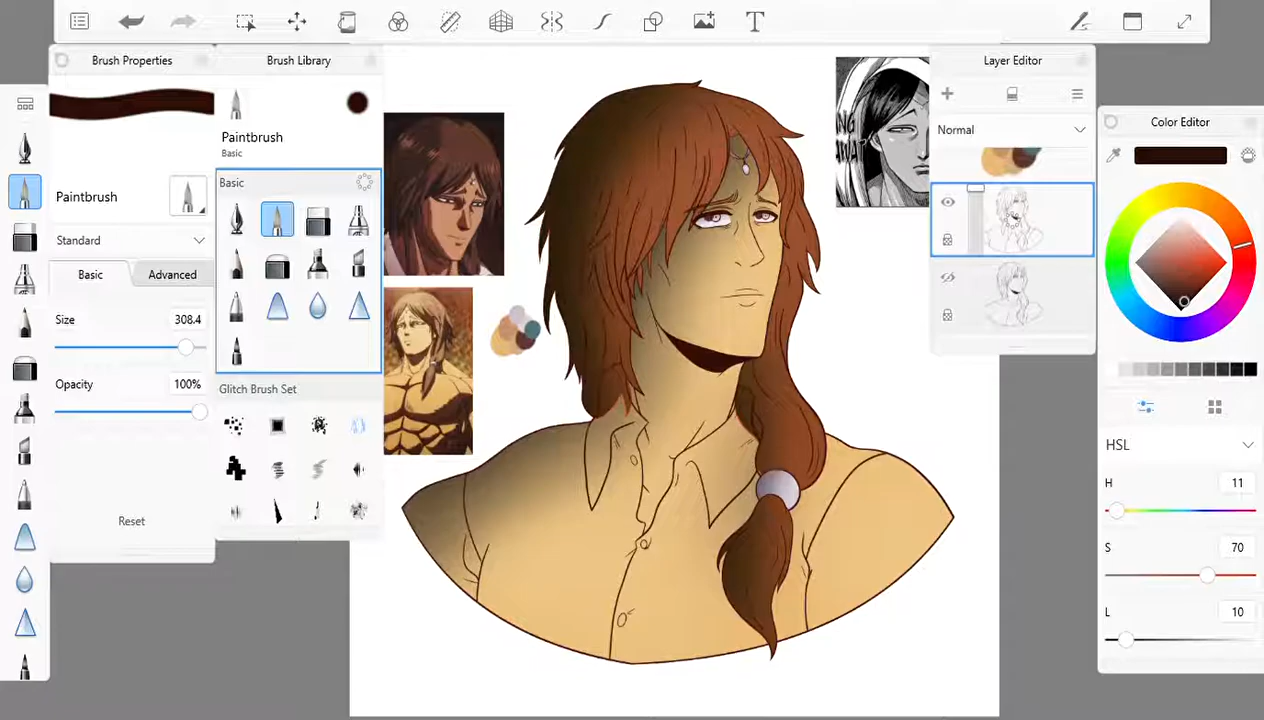 Brush Properties
Brush Library
Layer Editor
Color Editor
Paintbrush
Basic
Normal
Paintbrush
Basic
Standard
Basic
Advanced
Size
308.4
Opacity
100%
Glitch Brush Set
Reset
HSL
H
11
S
70
L
10
T